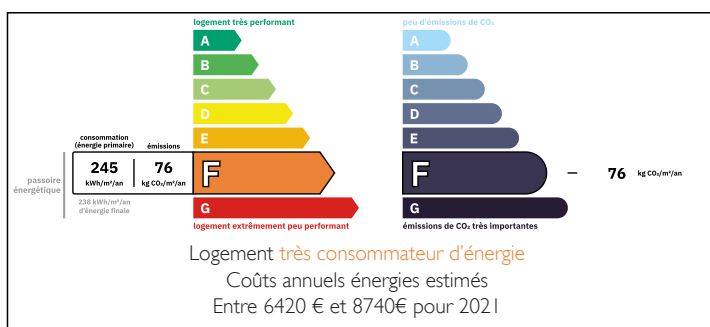 logement très performant
A
B
C
D
E
consommation
(énergie primaire)
émissions
passoire
énergétique
245
kWh/m²/an
76
kg CO₂/m²/an
F
238 kWh/m²/an
d'énergie finale
G
logement extrêmement peu performant
peu d'émissions de CO₂
A
B
C
D
E
F
76 kg CO₂/m²/an
G
émissions de CO₂ très importantes
Logement très consommateur d'énergie
Coûts annuels énergies estimés
Entre 6420 € et 8740€ pour 2021